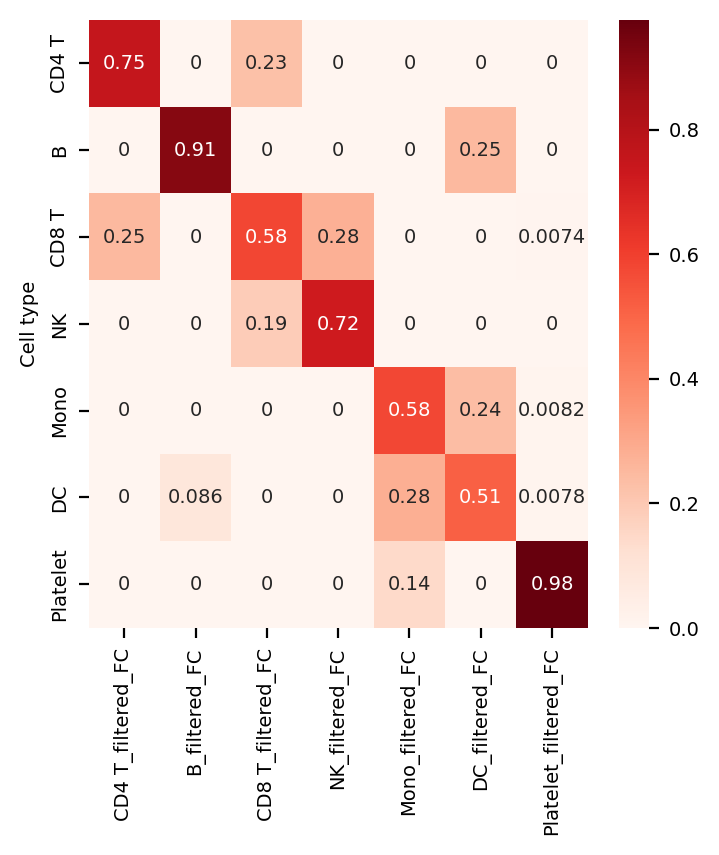 CD4 T 0.75 0 0.23 0 0 0 0
B 0 0.91 0 0 0 0.25 0
CD8 T 0.25 0 0.58 0.28 0 0 0.0074
NK 0 0 0.19 0.72 0 0 0
Mono 0 0 0 0 0.58 0.24 0.0082
DC 0 0.086 0 0 0.28 0.51 0.0078
Platelet 0 0 0 0 0.14 0 0.98
Cell type
CD4 T_filtered_FC
B_filtered_FC
CD8 T_filtered_FC
NK_filtered_FC
Mono_filtered_FC
DC_filtered_FC
Platelet_filtered_FC
0.8
0.6
0.4
0.2
0.0